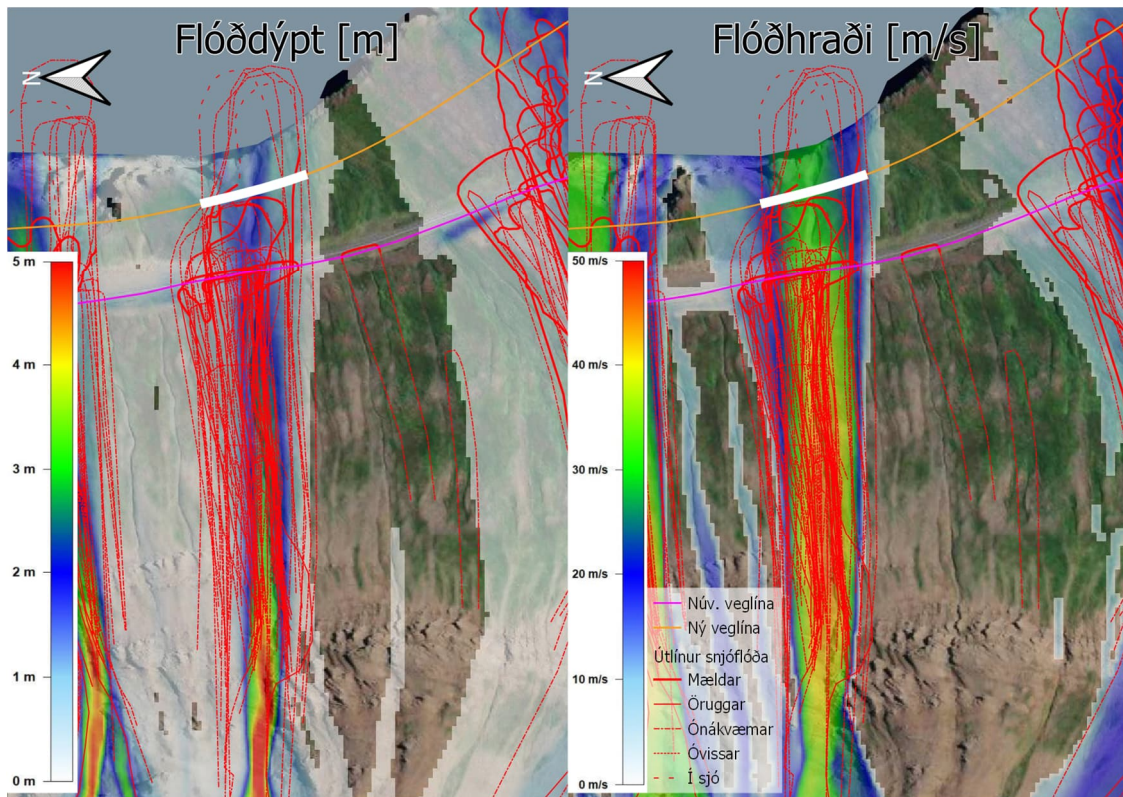 Flóðdýpt [m]
N
5 m
4 m
3 m
2 m
1 m
0 m
Flóðhraði [m/s]
N
50 m/s
40 m/s
30 m/s
20 m/s
10 m/s
0 m/s
Núv. veglína
Ný veglína
Útlínur snjóflóða
Mældar
Öruggar
Ónákvæmar
Óvissar
Í sjó